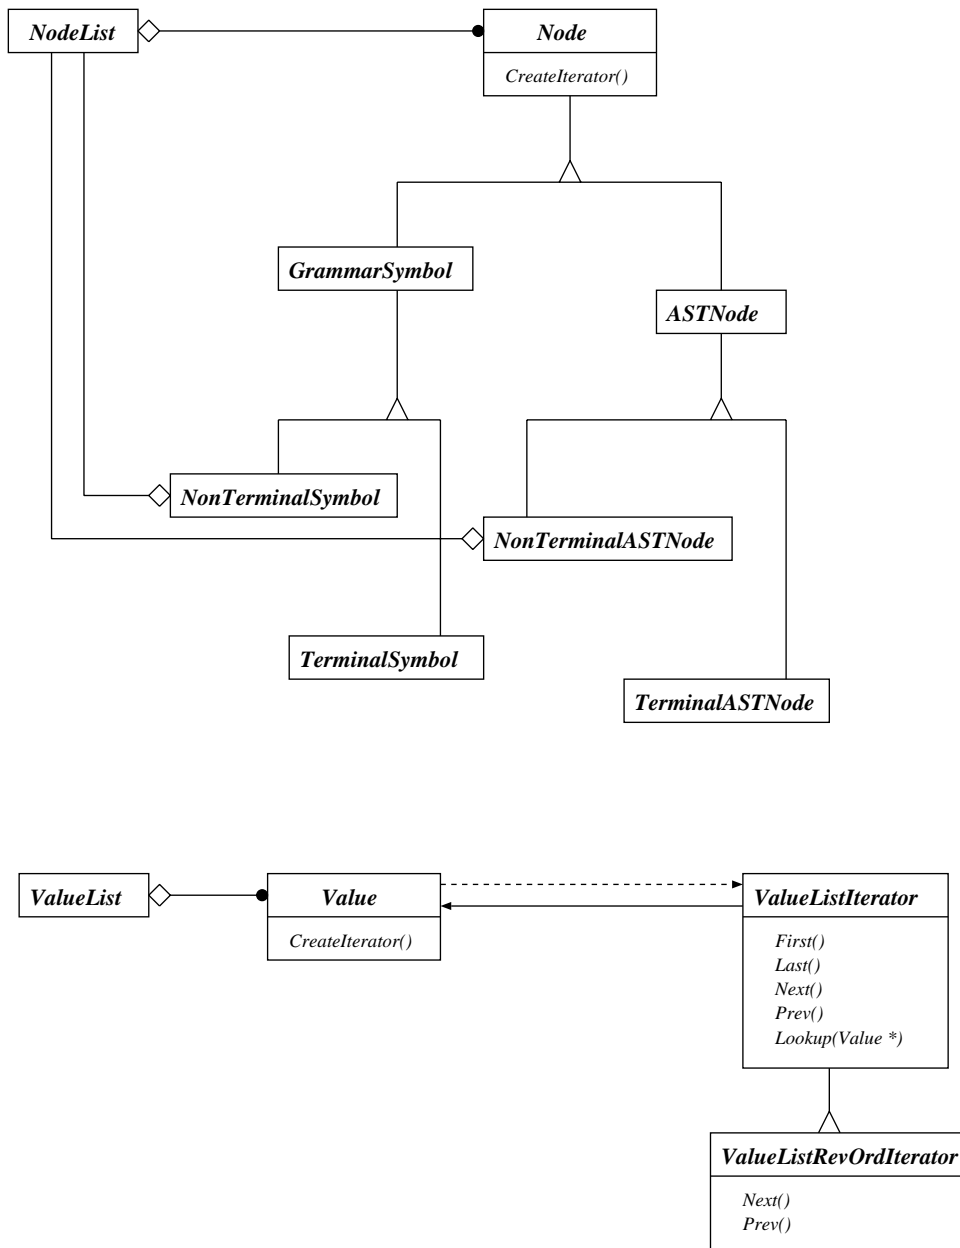 NodeList
Node
CreateIterator()
GrammarSymbol
ASTNode
NonTerminalSymbol
NonTerminalASTNode
TerminalSymbol
TerminalASTNode
ValueList
Value
CreateIterator()
ValueListIterator
First()
Last()
Next()
Prev()
Lookup(Value *)
ValueListRevOrdIterator
Next()
Prev()